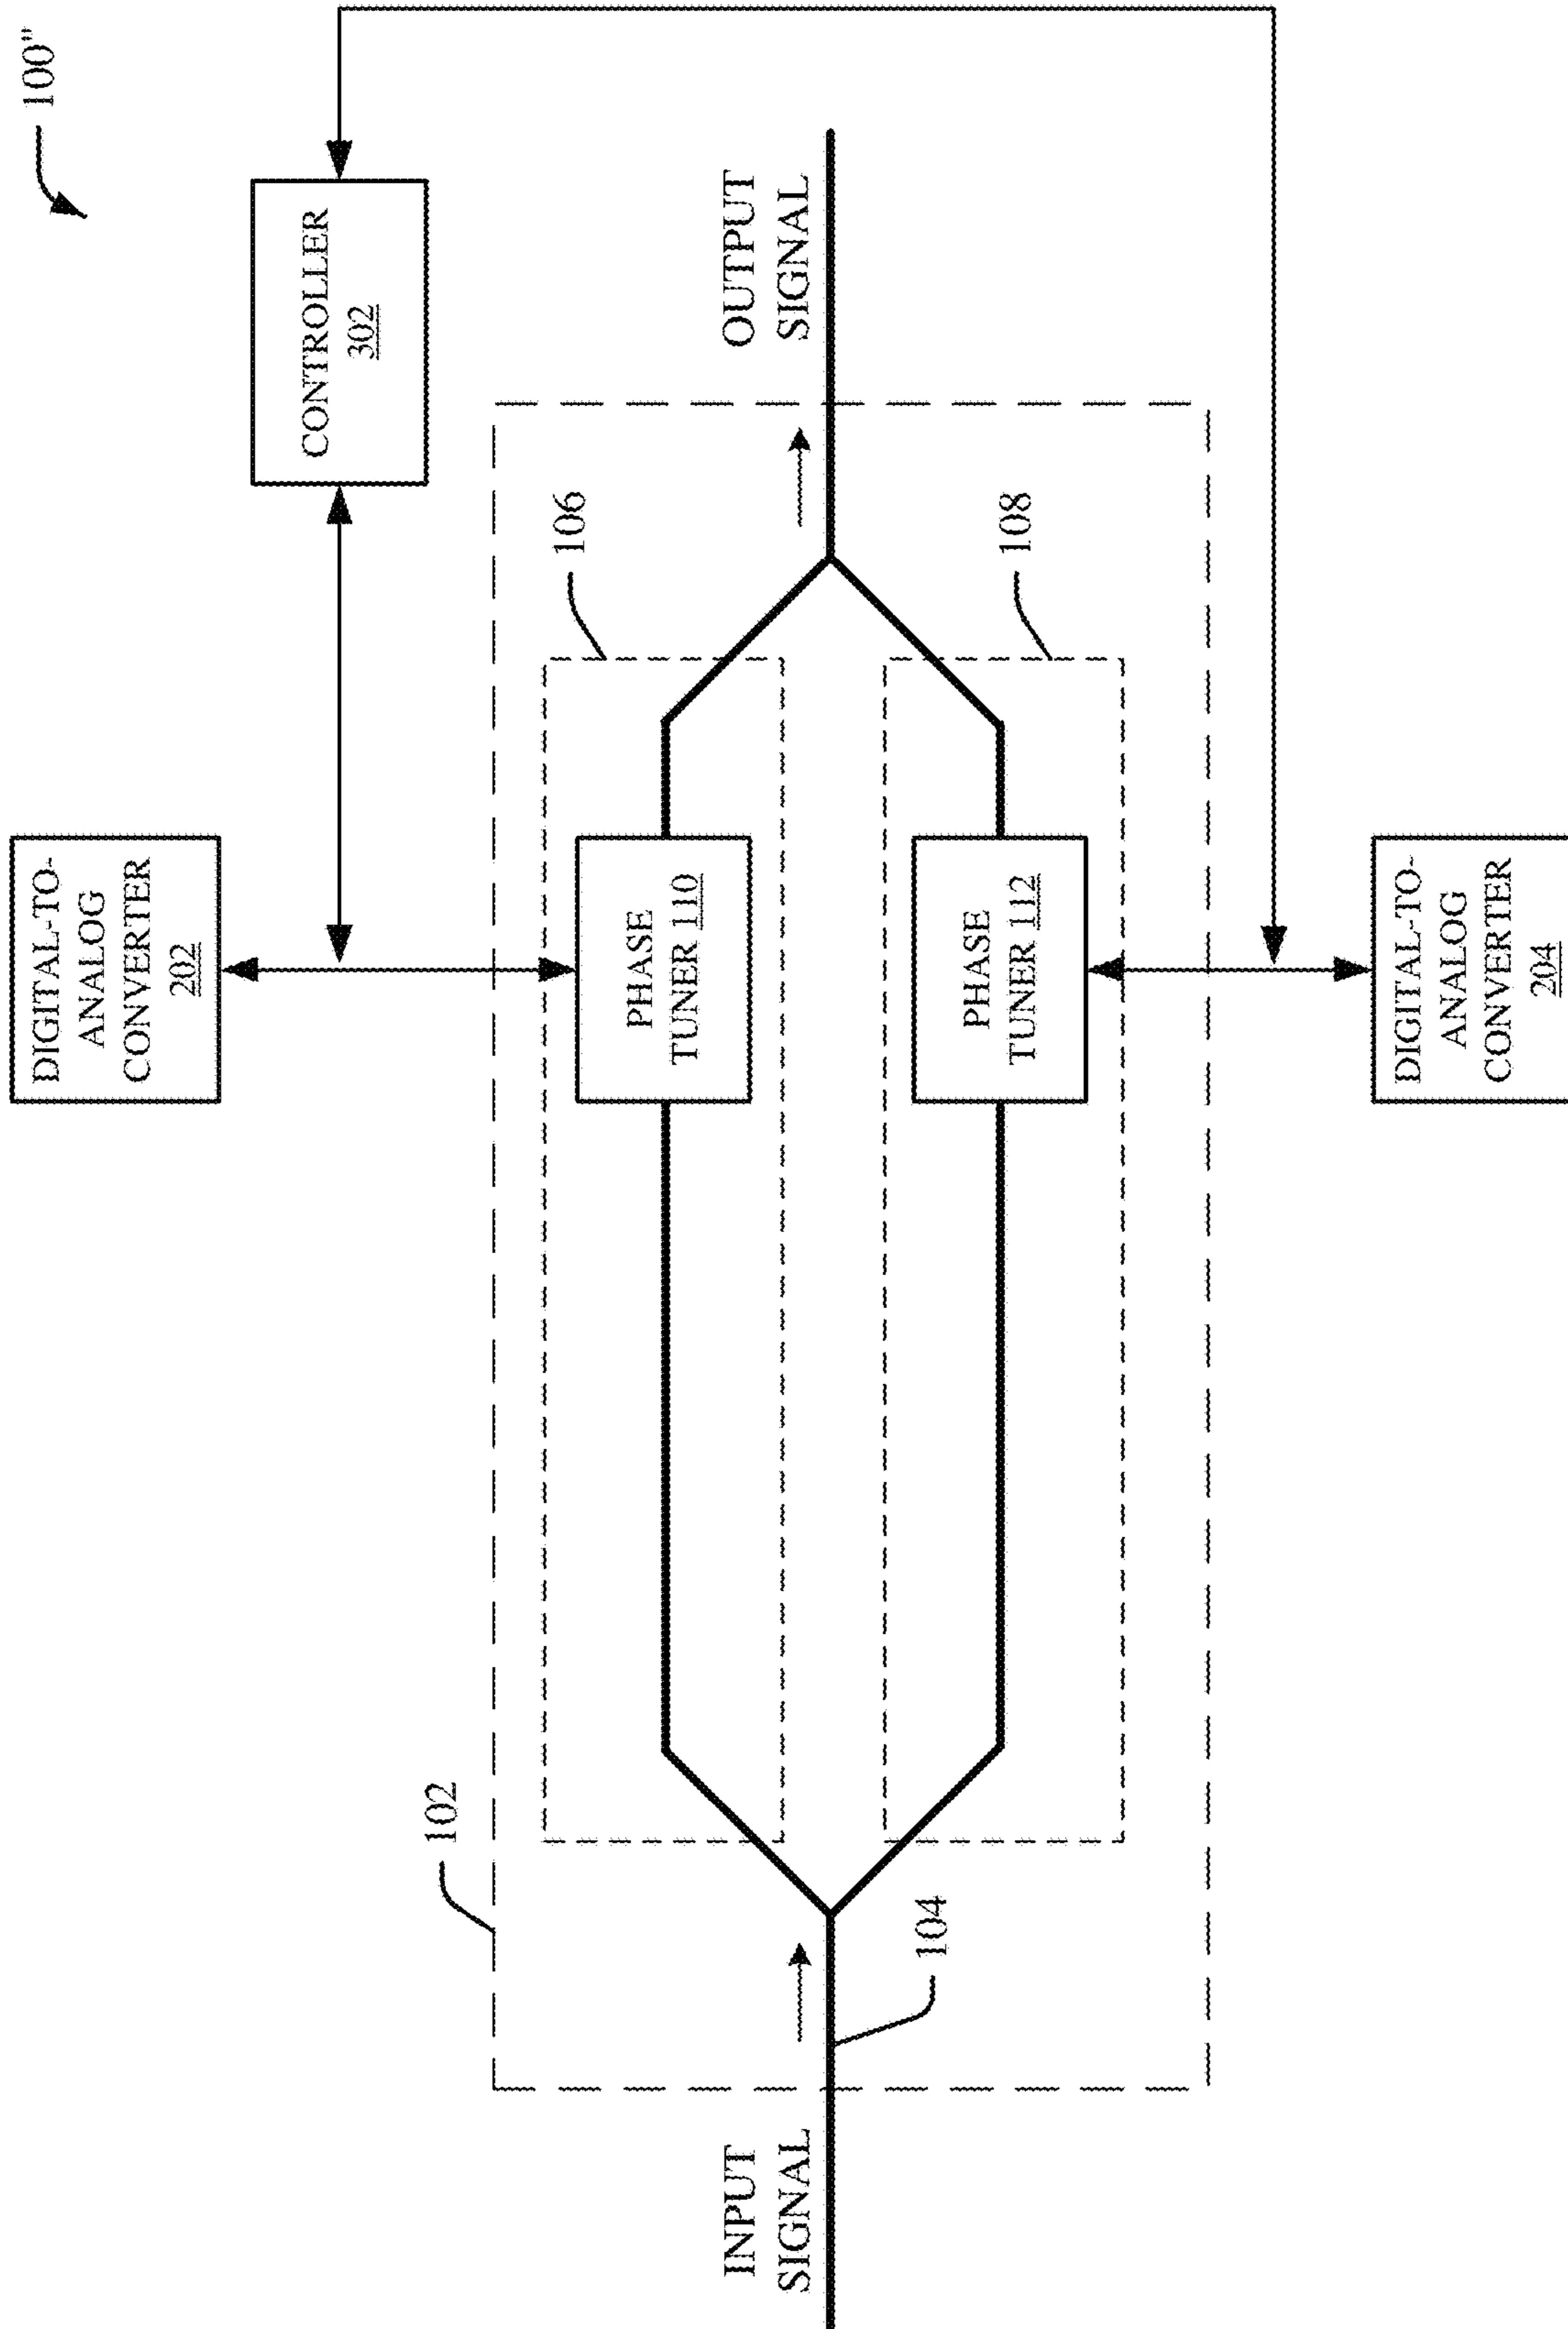 100"
DIGITAL-TO-
ANALOG
CONVERTER
202
CONTROLLER
302
102
106
PHASE
TUNER 110
INPUT
SIGNAL
OUTPUT
SIGNAL
104
108
PHASE
TUNER 112
DIGITAL-TO-
ANALOG
CONVERTER
204